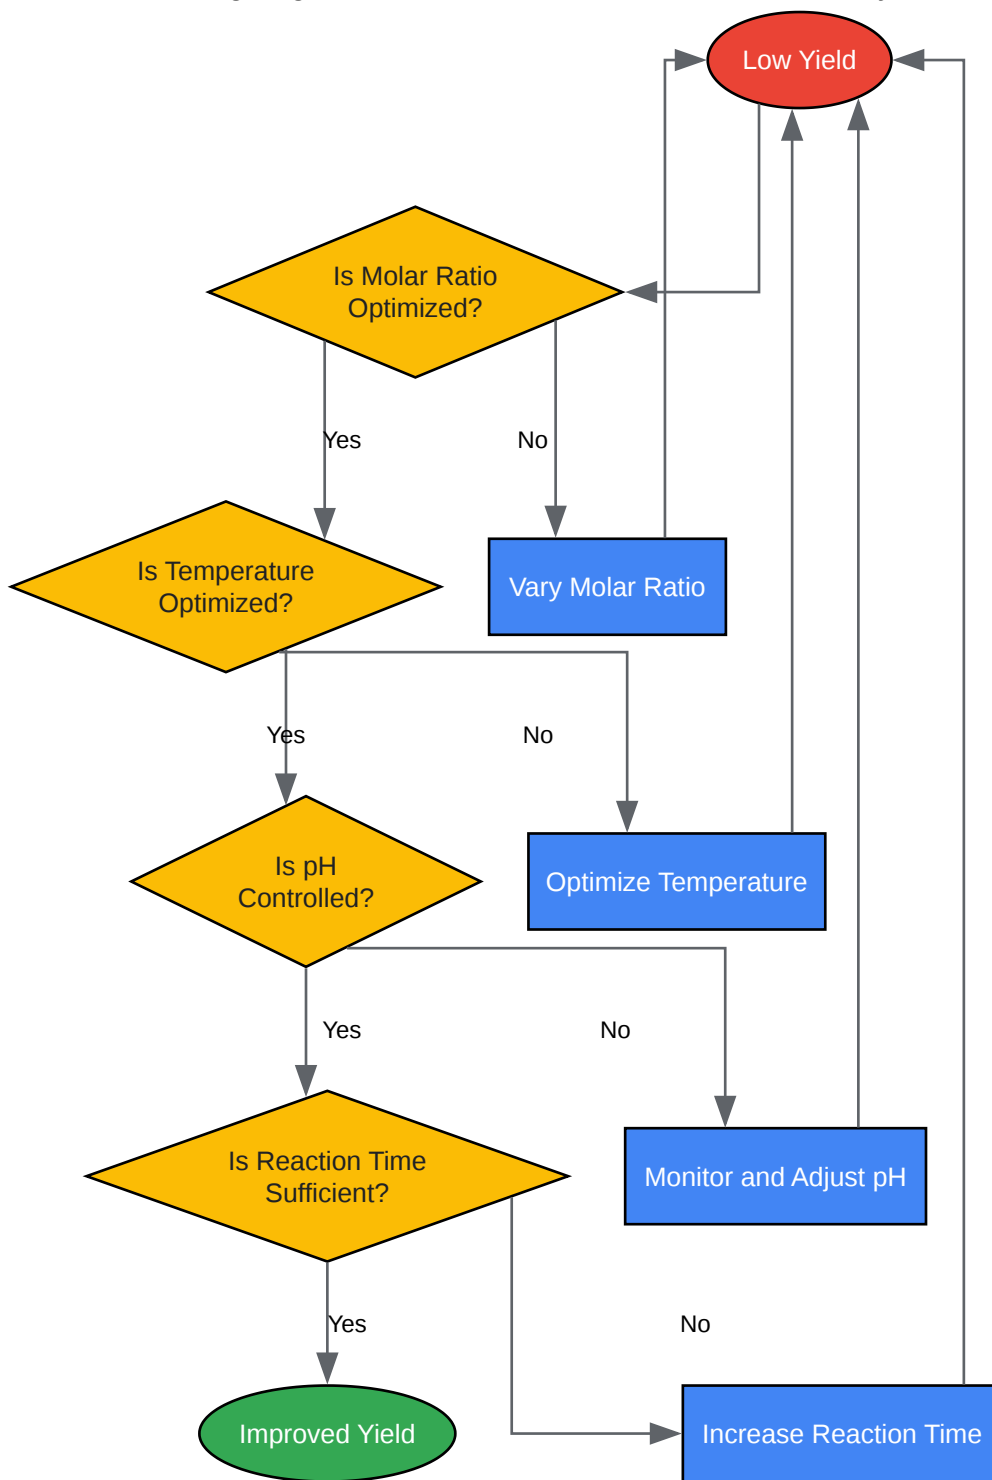 Low Yield
Is Molar Ratio
Optimized?
Yes
No
Is Temperature
Optimized?
Vary Molar Ratio
Yes
No
Is pH
Controlled?
Optimize Temperature
Yes
No
Is Reaction Time
Sufficient?
Monitor and Adjust pH
Yes
No
Improved Yield
Increase Reaction Time